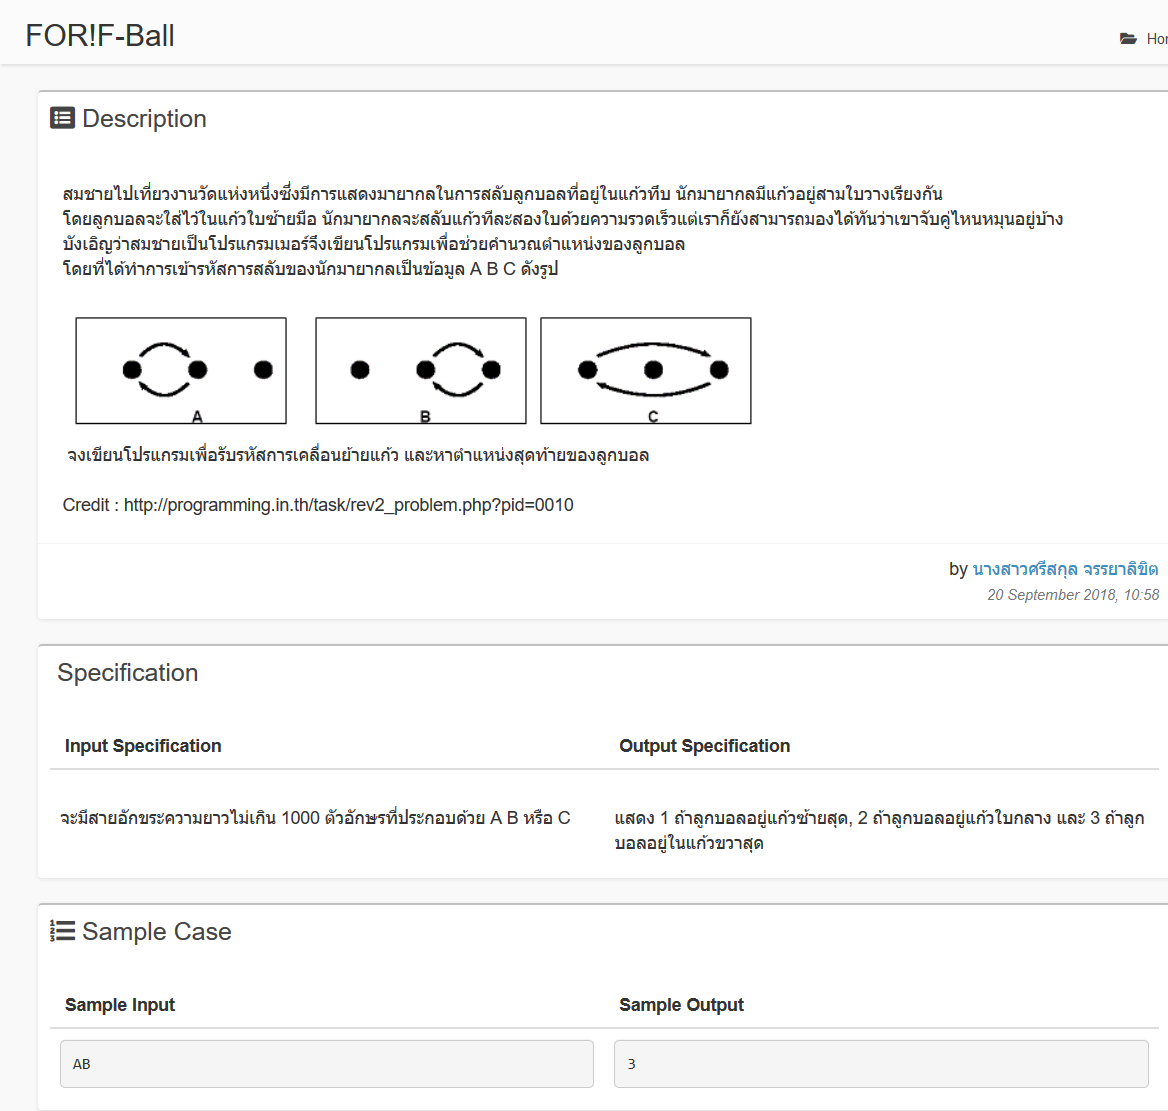 FOR!F-Ball
Hor
Description
สมชายไปเที่ยวงานวัดแห่งหนึ่งซึ่งมีการแสดงมายากลในการสลับลูกบอลที่อยู่ในแก้วทึบ นักมายากลมีแก้วอยู่สามใบวางเรียงกัน
โดยลูกบอลจะใส่ไว้ในแก้วใบซ้ายมือ นักมายากลจะสลับแก้วทีละสองใบด้วยความรวดเร็วแต่เราก็ยังสามารถมองได้ทันว่าเขาจับคู่ไหนหมุนอยู่บ้าง
บังเอิญว่าสมชายเป็นโปรแกรมเมอร์จึงเขียนโปรแกรมเพื่อช่วยคำนวณตำแหน่งของลูกบอล
โดยที่ได้ทำการเข้ารหัสการสลับของนักมายากลเป็นข้อมูล A B C ดังรูป
A B C
จงเขียนโปรแกรมเพื่อรับรหัสการเคลื่อนย้ายแก้ว และหาตำแหน่งสุดท้ายของลูกบอล
Credit : http://programming.in.th/task/rev2_problem.php?pid=0010
by นางสาวศรีสกุล จรรยาลิขิต
20 September 2018, 10:58
Specification
Input Specification Output Specification
จะมีสายอักขระความยาวไม่เกิน 1000 ตัวอักษรที่ประกอบด้วย A B หรือ C แสดง 1 ถ้าลูกบอลอยู่แก้วซ้ายสุด, 2 ถ้าลูกบอลอยู่แก้วใบกลาง และ 3 ถ้าลูก
บอลอยู่ในแก้วขวาสุด
Sample Case
Sample Input Sample Output
AB 3